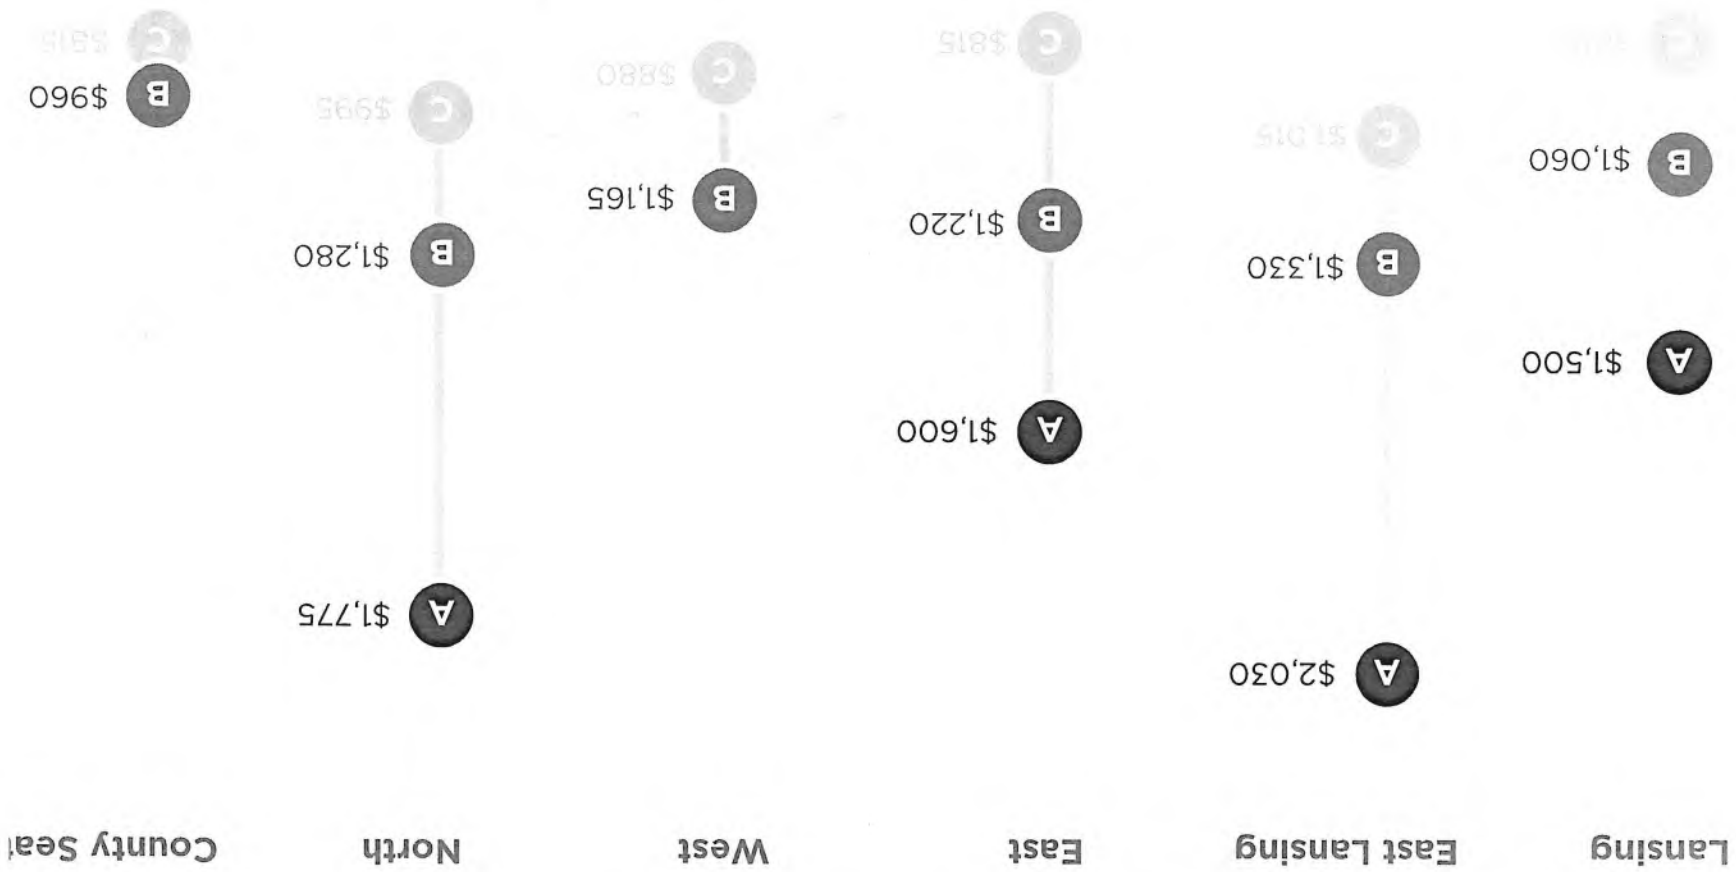 Lansing
East Lansing
East
West
North
County Seat
A $2,030
A $1,775
A $1,600
A $1,500
B $1,330
B $1,280
B $1,220
B $1,165
B $1,060
C $1,015
C $995
B $960
C $880
C $815
C
C